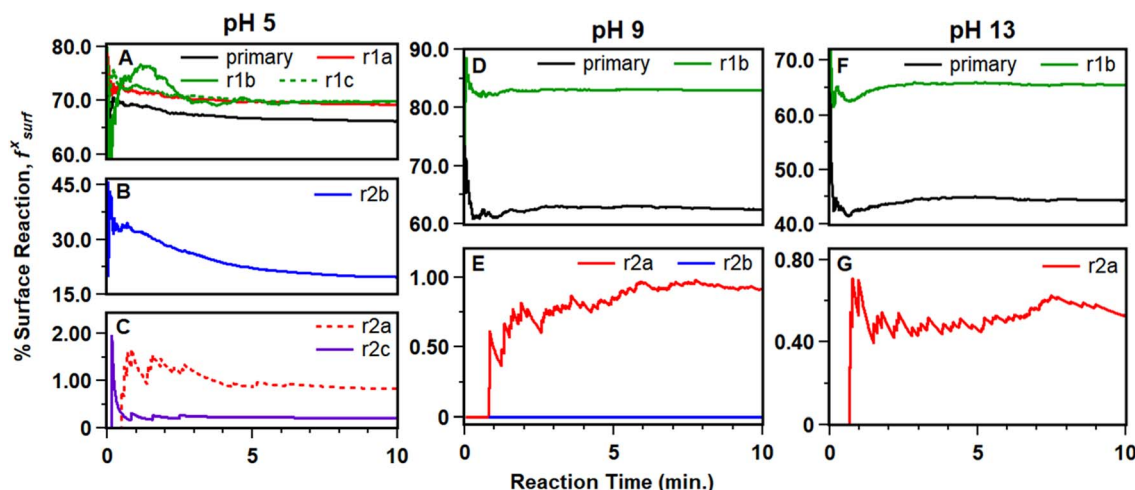 pH 5
pH 9
pH 13
% Surface Reaction, f^x_surf
A
primary
r1a
r1b
r1c
80.0
70.0
60.0
B
r2b
45.0
30.0
15.0
C
r2a
r2c
2.00
1.00
0
0
5
10
D
primary
r1b
90.0
80.0
70.0
60.0
E
r2a
r2b
1.00
0.50
0
0
5
10
F
primary
r1b
70.0
60.0
50.0
40.0
G
r2a
0.80
0.40
0
0
5
10
Reaction Time (min.)